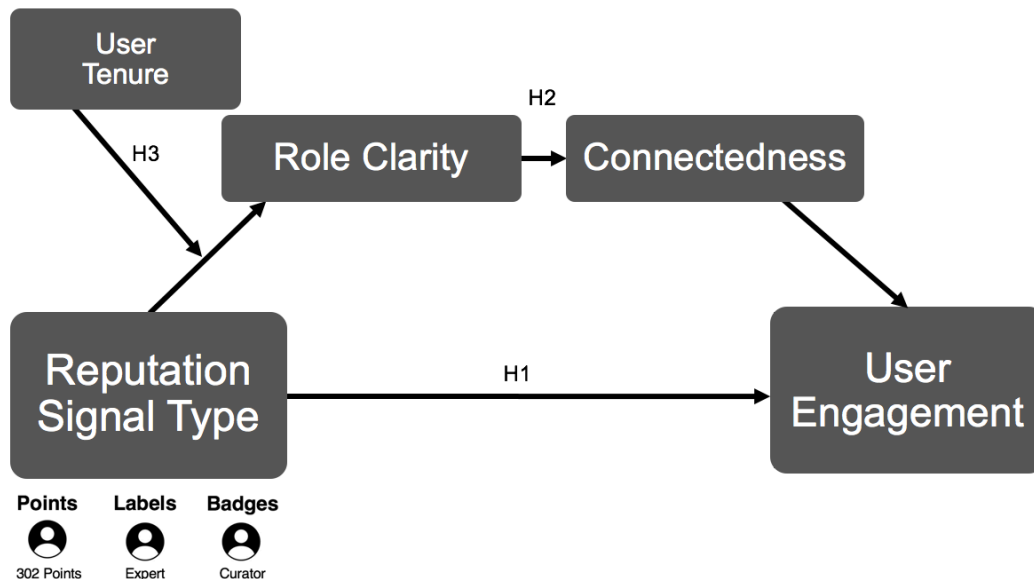 User
Tenure
H2
H3
Role Clarity
Connectedness
Reputation
Signal Type
H1
User
Engagement
Points Labels Badges
302 Points Expert Curator